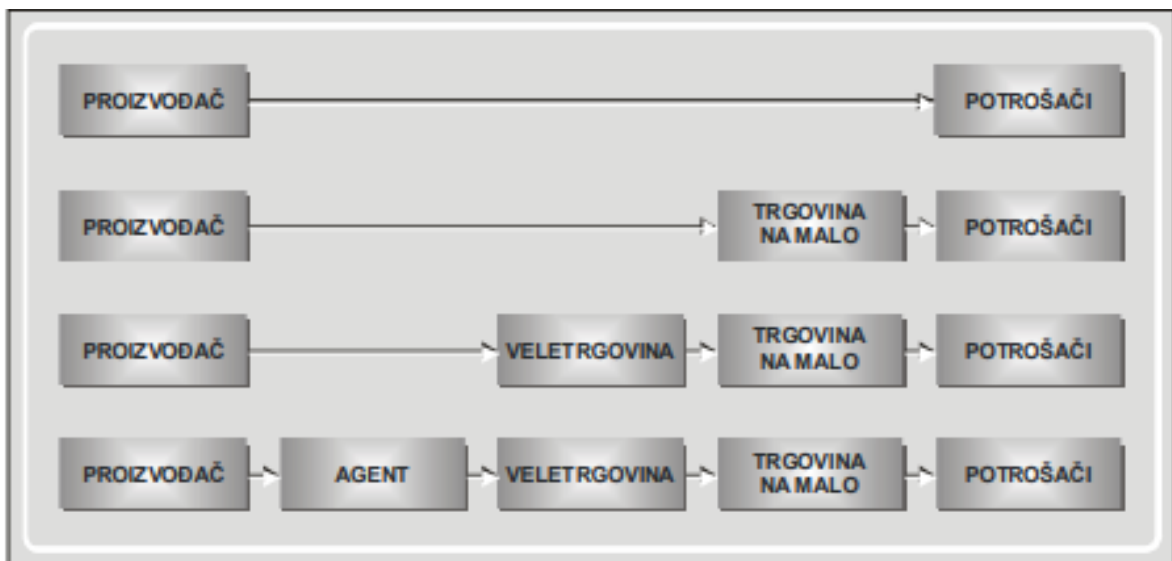 PROIZVOĐAČ
POTROŠAČI
PROIZVOĐAČ
TRGOVINA
NA MALO
POTROŠAČI
PROIZVOĐAČ
VELETRGOVINA
TRGOVINA
NA MALO
POTROŠAČI
PROIZVOĐAČ
AGENT
VELETRGOVINA
TRGOVINA
NA MALO
POTROŠAČI